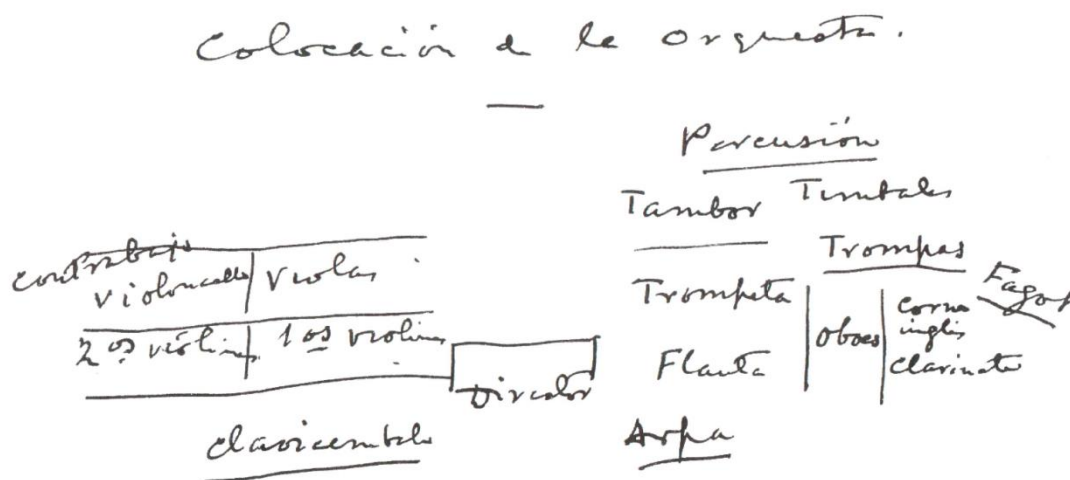 Colocación de la orquesta.
Percusión
Tambor Timbales
Contrabajo
violoncello violas
Trompas
Trompeta
Fagot
oboes
corno
inglés
clarinete
2os violines 1os violines
Flauta
Director
clavicembalo
Arpa